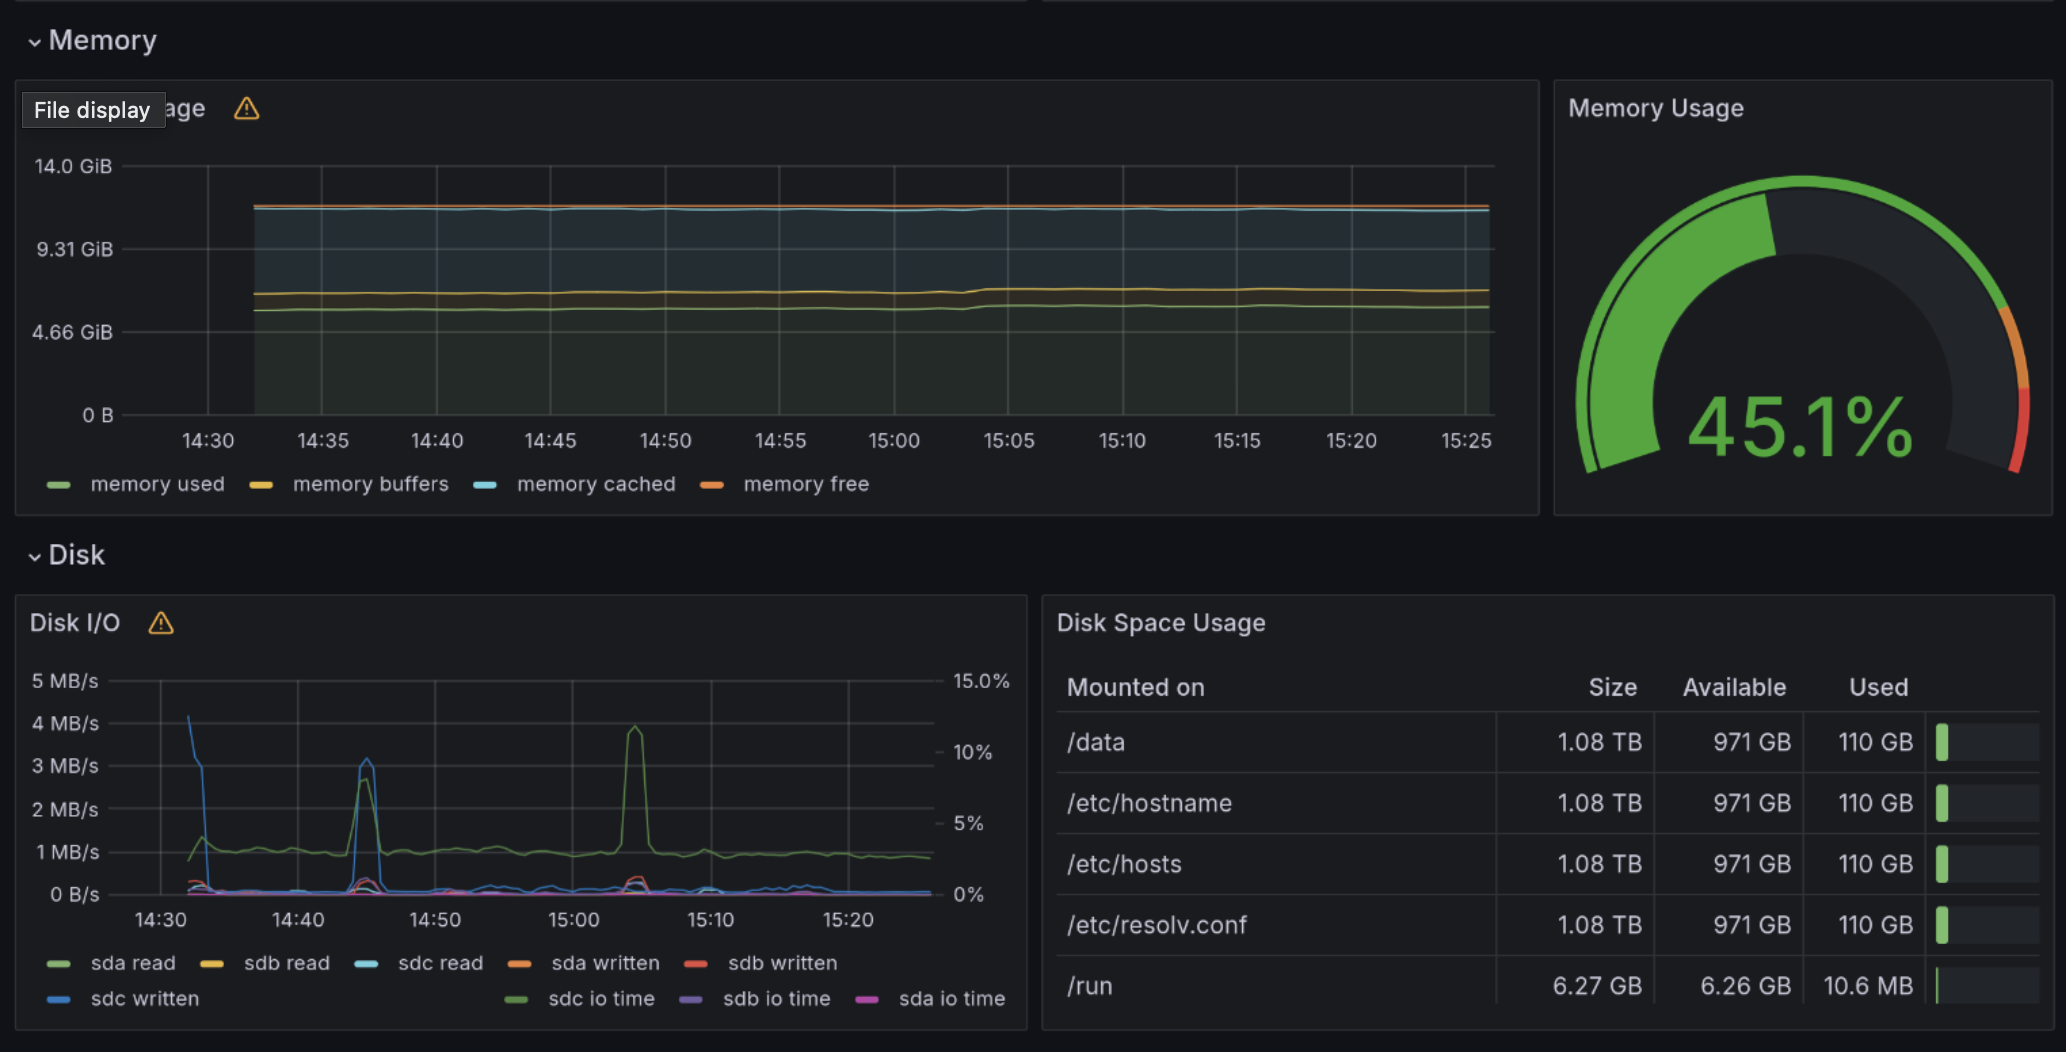 Memory
File display
age
14.0 GiB
9.31 GiB
4.66 GiB
0 B
14:30 14:35 14:40 14:45 14:50 14:55 15:00 15:05 15:10 15:15 15:20 15:25
memory used memory buffers memory cached memory free
Memory Usage
45.1%
Disk
Disk I/O
5 MB/s 15.0%
4 MB/s
10%
3 MB/s
2 MB/s
5%
1 MB/s
0 B/s 0%
14:30 14:40 14:50 15:00 15:10 15:20
sda read sdb read sdc read sda written sdb written
sdc written sdc io time sdb io time sda io time
Disk Space Usage
Mounted on Size Available Used
/data 1.08 TB 971 GB 110 GB
/etc/hostname 1.08 TB 971 GB 110 GB
/etc/hosts 1.08 TB 971 GB 110 GB
/etc/resolv.conf 1.08 TB 971 GB 110 GB
/run 6.27 GB 6.26 GB 10.6 MB